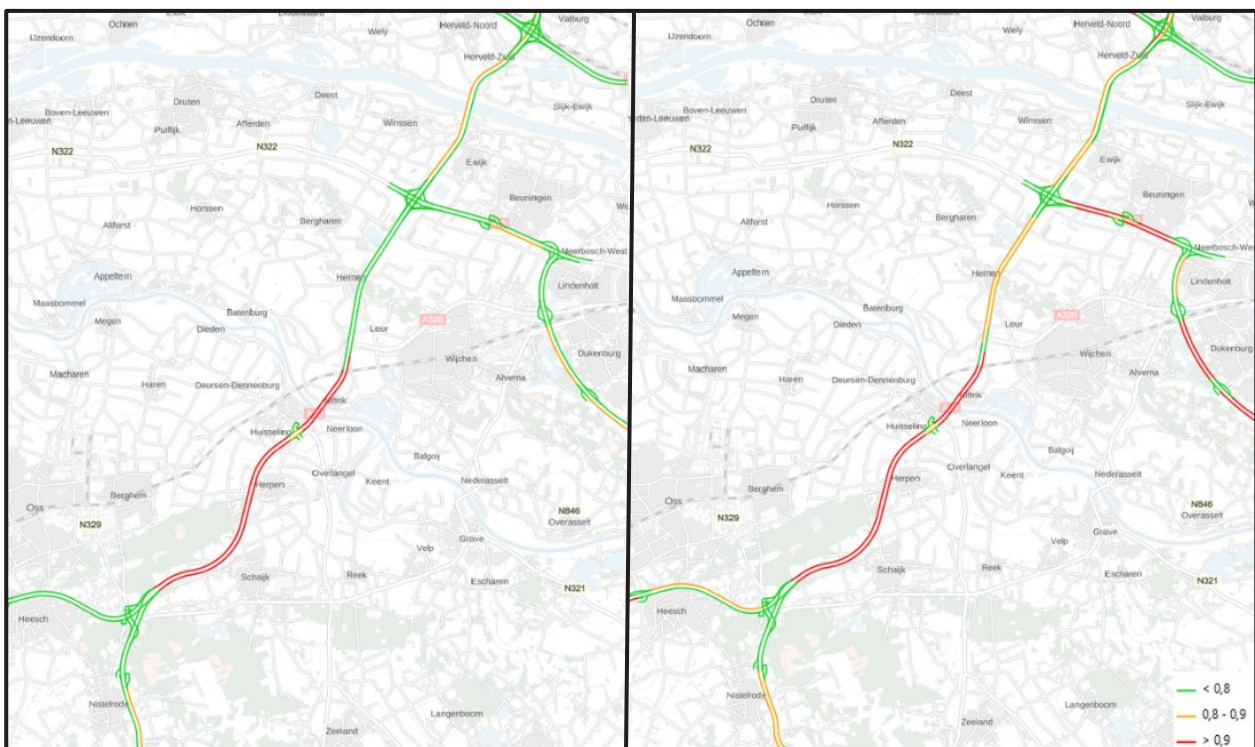 Ochten
Herveld-Noord
Valburg
IJzendoorn
Wely
Herveld-Zuid
Boven-Leeuwen
Druten
Deest
Slijk-Ewijk
Puiflijk
Afferden
Winssen
N322
N322
Ewijk
Beuningen
Horssen
Bergharen
Altforst
Neerbosch-West
Hernen
Lindenholt
Appeltern
Maasbommel
Batenburg
Megen
Dieden
Leur
A326
Dukenburg
Wijchen
Macharen
Haren
Deursen-Dennenburg
Alverna
Huisseling
Neerloon
Balgoij
Overlangel
Herpen
Keent
Nederasselt
Berghem
Oss
N329
N846
Overasselt
Grave
Velp
Schaijk
Reek
Escharen
N321
Heesch
Nistelrode
Langenboom
Zeeland
Ochten
Herveld-Noord
Valburg
IJzendoorn
Wely
Herveld-Zuid
Druten
Deest
Slijk-Ewijk
en-Leeuwen
Puiflijk
Afferden
Winssen
N322
N322
Ewijk
Beuningen
Horssen
Bergharen
Altforst
Neerbosch-Wes
Hernen
Lindenholt
Appeltern
Maasbommel
Batenburg
Megen
Dieden
Leur
A326
Dukenburg
Wijchen
Macharen
Haren
Deursen-Dennenburg
Alverna
Huisseling
Neerloon
Balgoij
Overlangel
Herpen
Keent
Nederasselt
Berghem
Oss
N329
N846
Overasselt
Grave
Velp
Schaijk
Reek
Escharen
N321
Heesch
Nistelrode
Langenboom
Zeeland
< 0,8
0,8 - 0,9
> 0,9